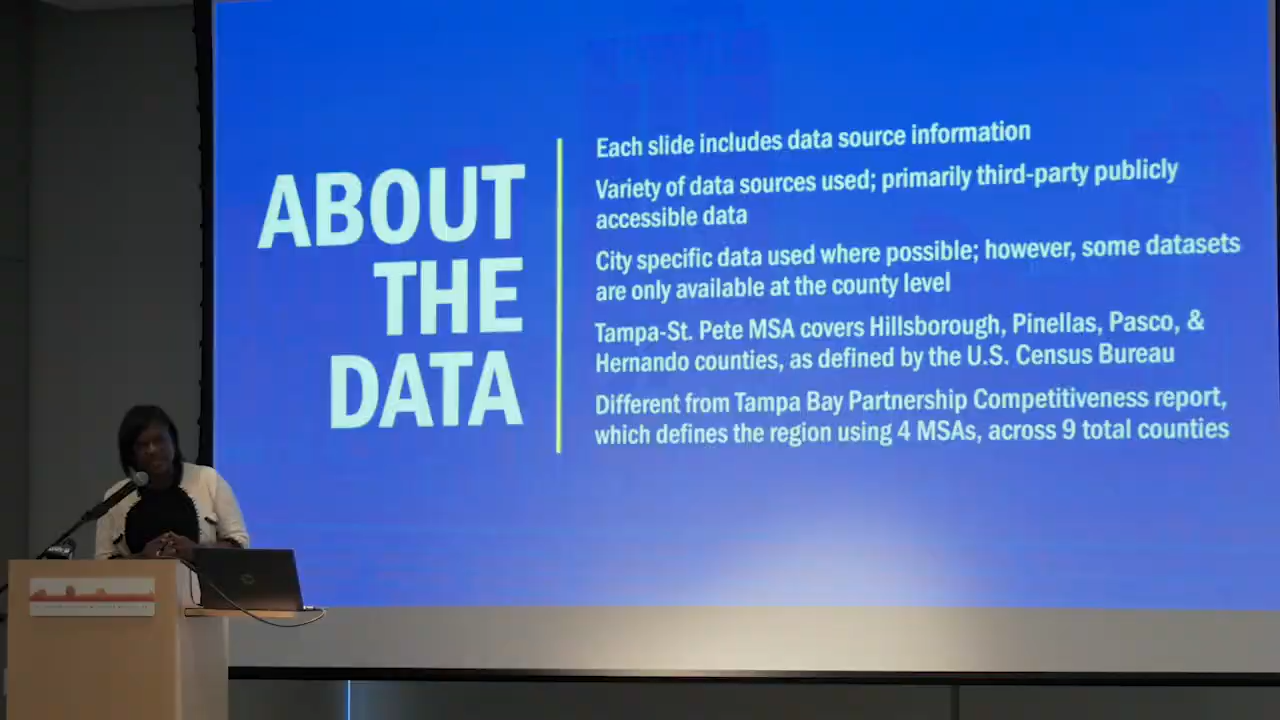 ABOUT
THE
DATA
Each slide includes data source information
Variety of data sources used; primarily third-party publicly
accessible data
City specific data used where possible; however, some datasets
are only available at the county level
Tampa-St. Pete MSA covers Hillsborough, Pinellas, Pasco, &
Hernando counties, as defined by the U.S. Census Bureau
Different from Tampa Bay Partnership Competitiveness report,
which defines the region using 4 MSAs, across 9 total counties